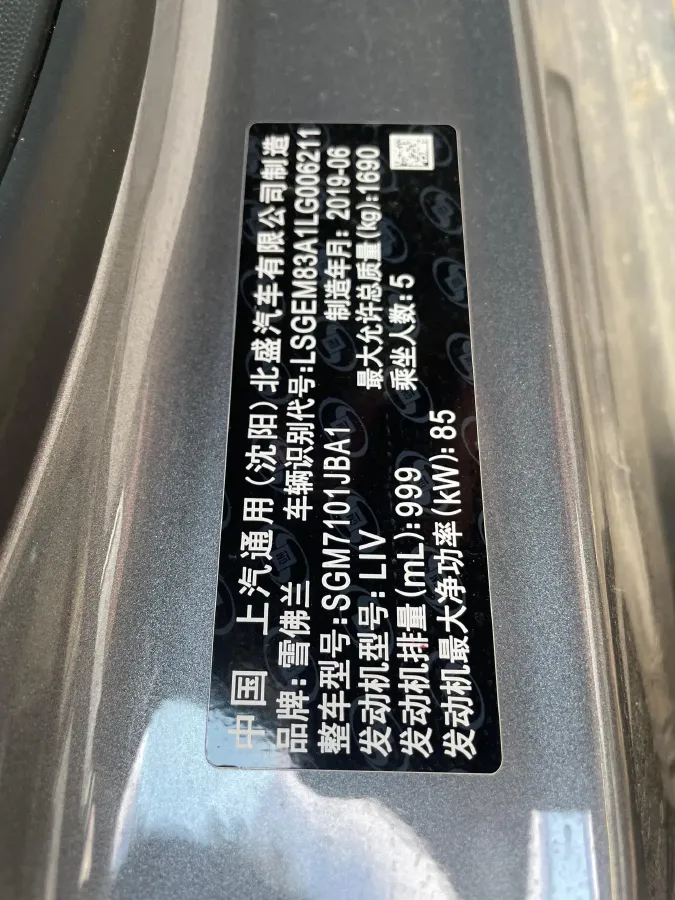 中国 上汽通用(沈阳)北盛汽车有限公司制造
品牌:雪佛兰 车辆识别代号:LSGEM83A1LG006211
整车型号:SGM7101JBA1 制造年月:2019-06
发动机型号:LIV 最大允许总质量(kg):1690
发动机排量(mL):999 乘坐人数:5
发动机最大净功率(kW):85